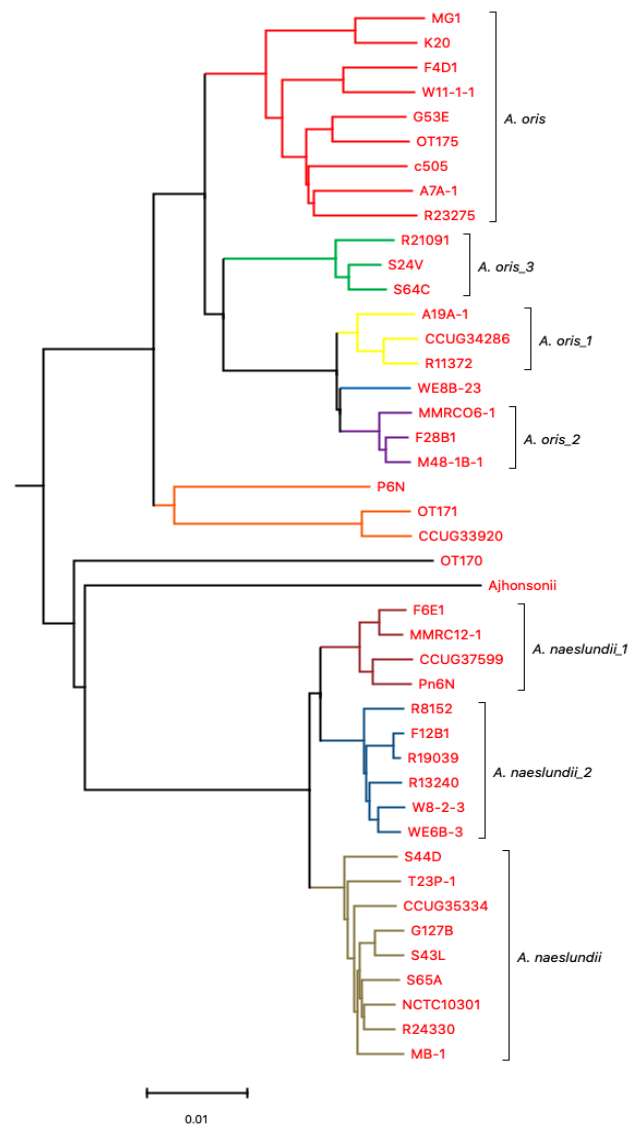 MG1
K20
F4D1
W11-1-1
G53E
A. oris
OT175
c505
A7A-1
R23275
R21091
S24V
A. oris_3
S64C
A19A-1
CCUG34286
A. oris_1
R11372
WE8B-23
MMRCO6-1
F28B1
A. oris_2
M48-1B-1
P6N
OT171
CCUG33920
OT170
Ajhonsonii
F6E1
MMRC12-1
A. naeslundii_1
CCUG37599
Pn6N
R8152
F12B1
R19039
A. naeslundii_2
R13240
W8-2-3
WE6B-3
S44D
T23P-1
CCUG35334
G127B
S43L
A. naeslundii
S65A
NCTC10301
R24330
MB-1
0.01